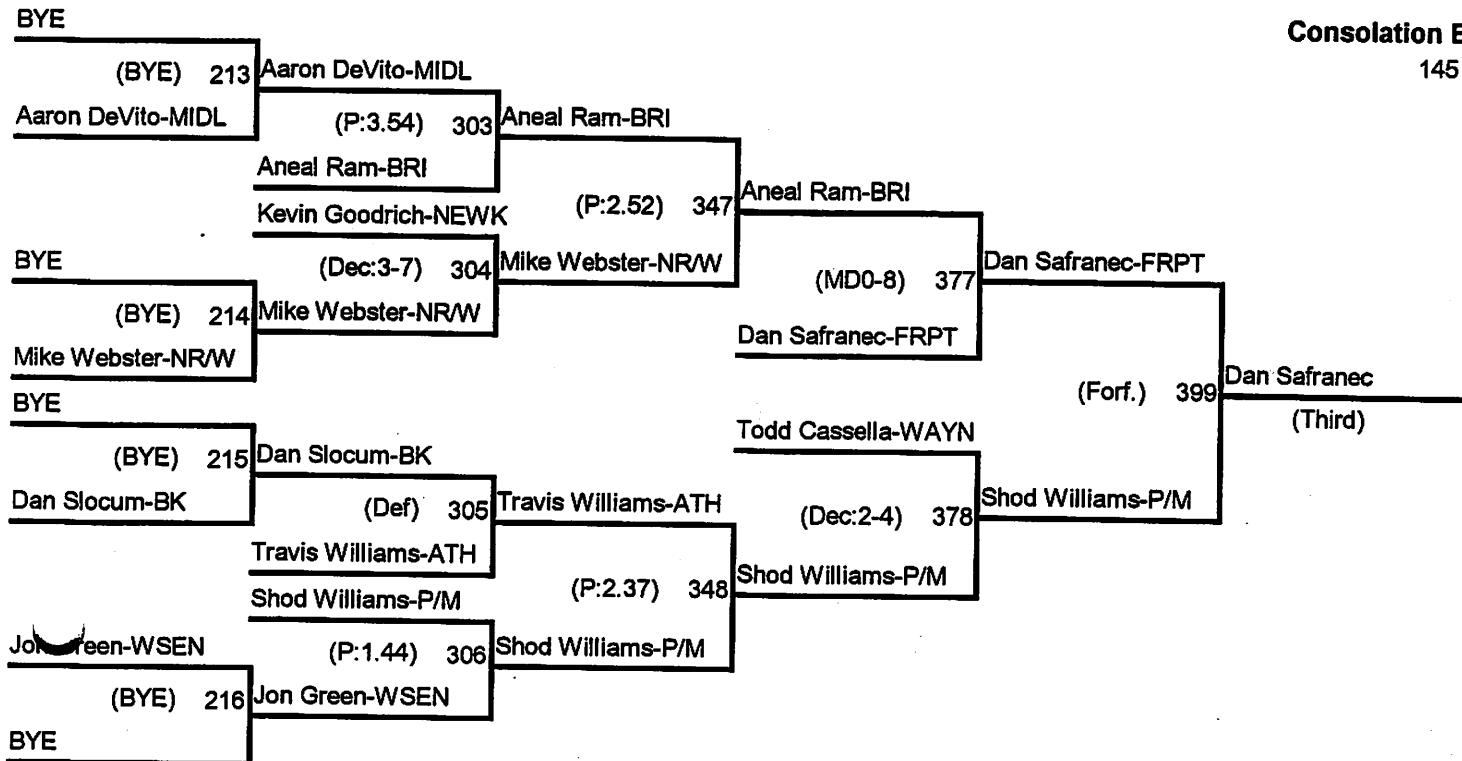 BYE
Consolation B
145
(BYE) 213
Aaron DeVito-MIDL
Aaron DeVito-MIDL
(P:3.54) 303
Aneal Ram-BRI
Aneal Ram-BRI
Kevin Goodrich-NEWK
(P:2.52) 347
Aneal Ram-BRI
BYE
(Dec:3-7) 304
Mike Webster-NR/W
(BYE) 214
Mike Webster-NR/W
Mike Webster-NR/W
(MD0-8) 377
Dan Safranec-FRPT
Dan Safranec-FRPT
BYE
(BYE) 215
Dan Slocum-BK
Dan Slocum-BK
(Def) 305
Travis Williams-ATH
Travis Williams-ATH
Shod Williams-P/M
(P:2.37) 348
Shod Williams-P/M
Todd Cassella-WAYN
(Dec:2-4) 378
Shod Williams-P/M
(Forf.) 399
Dan Safranec
(Third)
Jon Green-WSEN
(P:1.44) 306
Shod Williams-P/M
(BYE) 216
Jon Green-WSEN
BYE